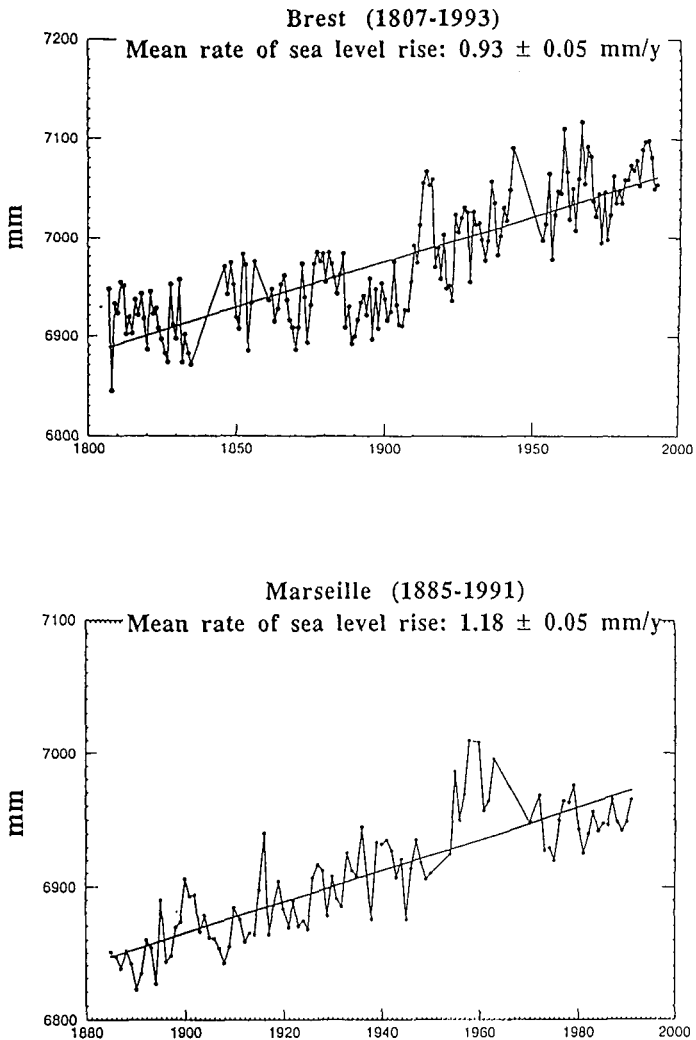 Brest (1807-1993)
Mean rate of sea level rise: 0.93 ± 0.05 mm/y
7200
7100
7000
6900
6800
mm
1800 1850 1900 1950 2000
Marseille (1885-1991)
Mean rate of sea level rise: 1.18 ± 0.05 mm/y
7100
7000
6900
6800
mm
1880 1900 1920 1940 1960 1980 2000